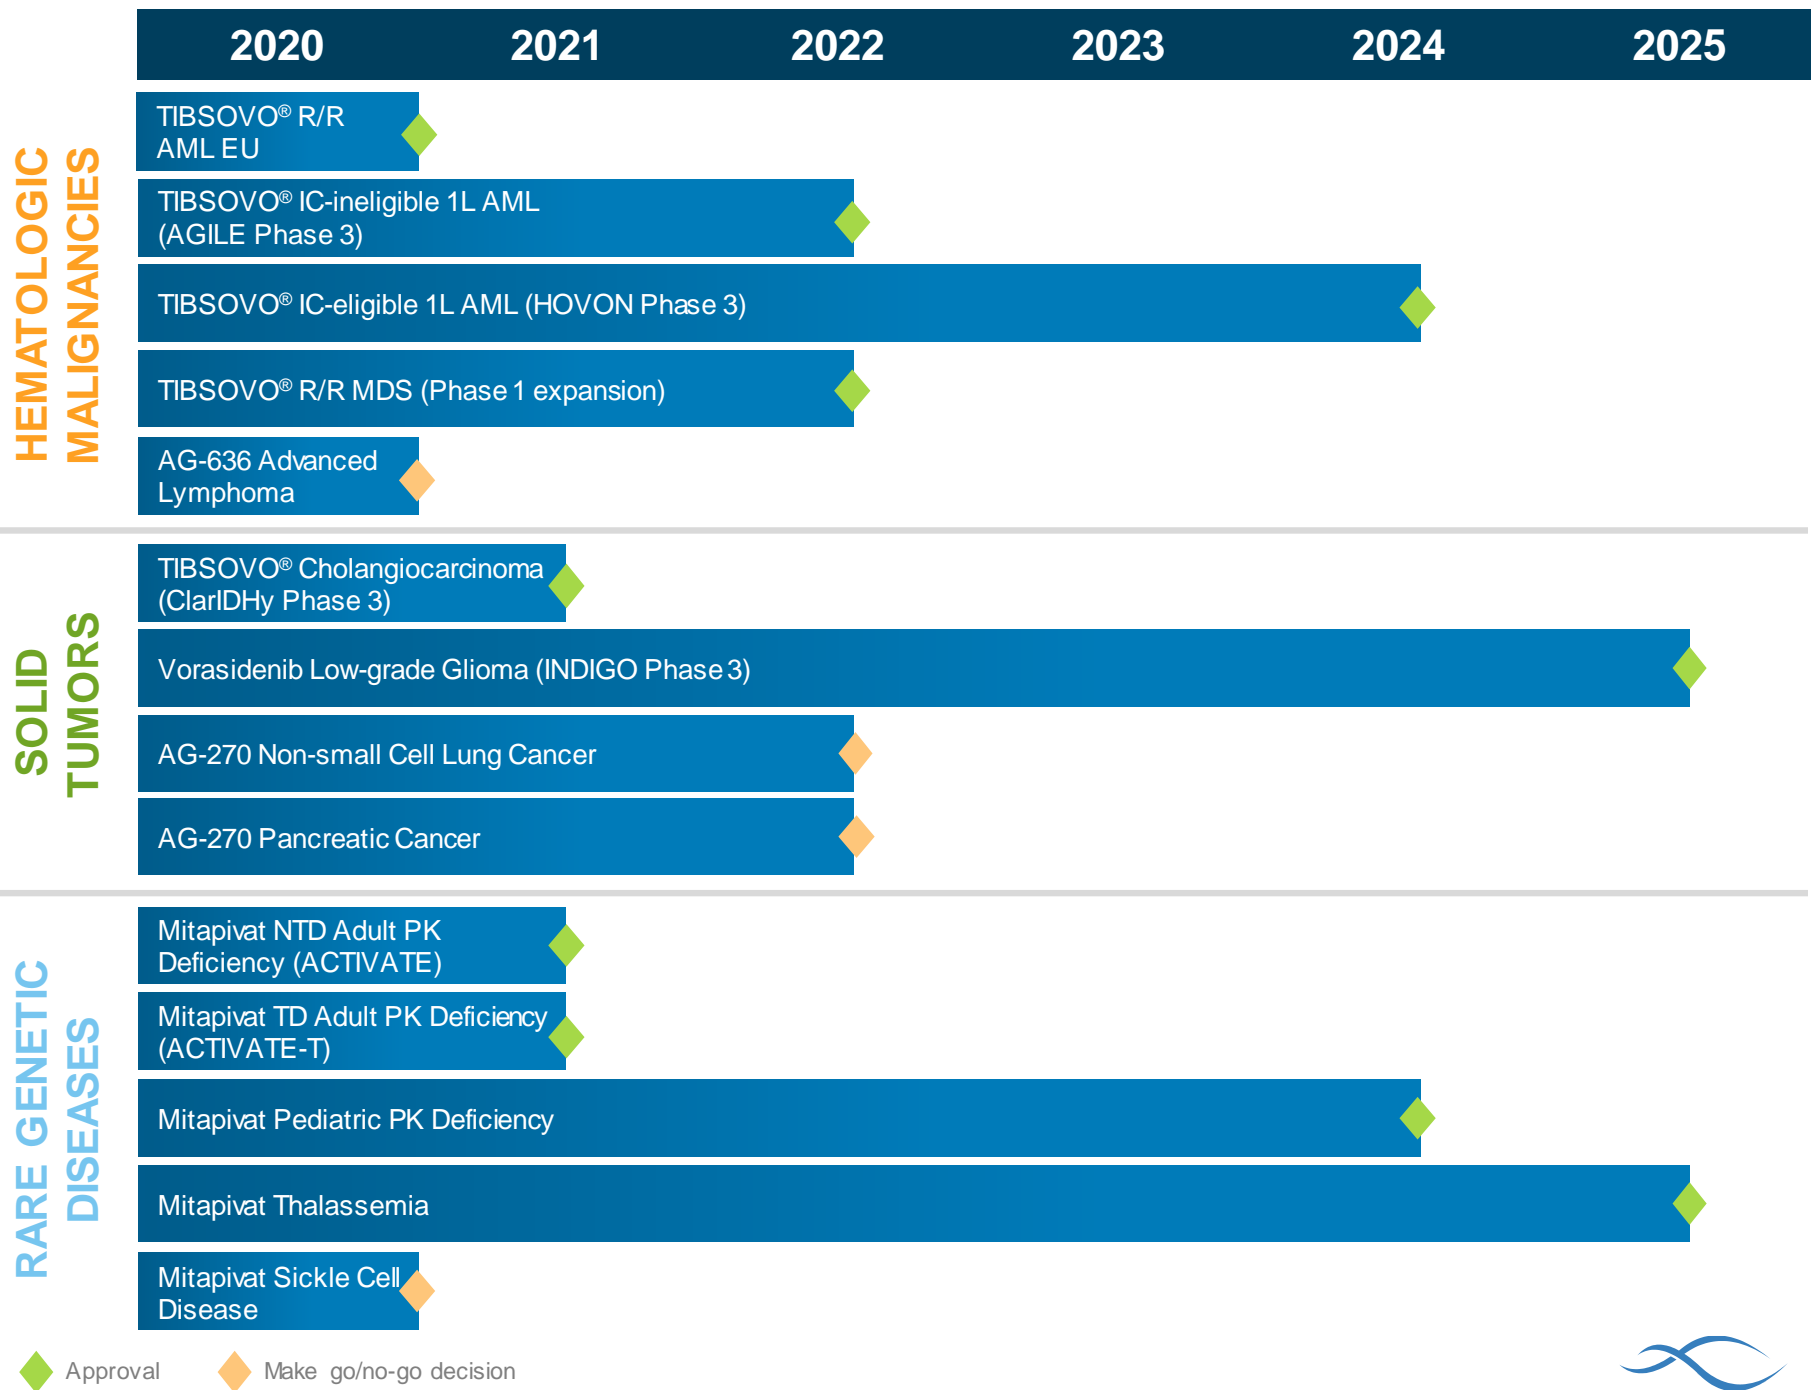 2020 2021 2022 2023 2024 2025
HEMATOLOGIC
MALIGNANCIES
TIBSOVO® R/R
AML EU
TIBSOVO® IC-ineligible 1L AML
(AGILE Phase 3)
TIBSOVO® IC-eligible 1L AML (HOVON Phase 3)
TIBSOVO® R/R MDS (Phase 1 expansion)
AG-636 Advanced
Lymphoma
SOLID
TUMORS
TIBSOVO® Cholangiocarcinoma
(ClarIDHy Phase 3)
Vorasidenib Low-grade Glioma (INDIGO Phase 3)
AG-270 Non-small Cell Lung Cancer
AG-270 Pancreatic Cancer
RARE GENETIC
DISEASES
Mitapivat NTD Adult PK
Deficiency (ACTIVATE)
Mitapivat TD Adult PK Deficiency
(ACTIVATE-T)
Mitapivat Pediatric PK Deficiency
Mitapivat Thalassemia
Mitapivat Sickle Cell
Disease
Approval
Make go/no-go decision